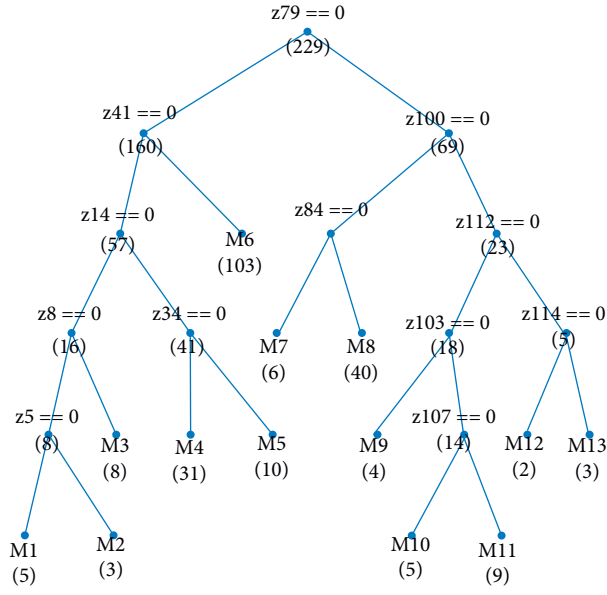 z79 == 0
(229)
z41 == 0
(160)
z100 == 0
(69)
z14 == 0
(57)
M6
(103)
z84 == 0
z112 == 0
(23)
z8 == 0
(16)
z34 == 0
(41)
M7
(6)
M8
(40)
z103 == 0
(18)
z114 == 0
(5)
z5 == 0
(8)
M3
(8)
M4
(31)
M5
(10)
M9
(4)
z107 == 0
(14)
M12
(2)
M13
(3)
M1
(5)
M2
(3)
M10
(5)
M11
(9)